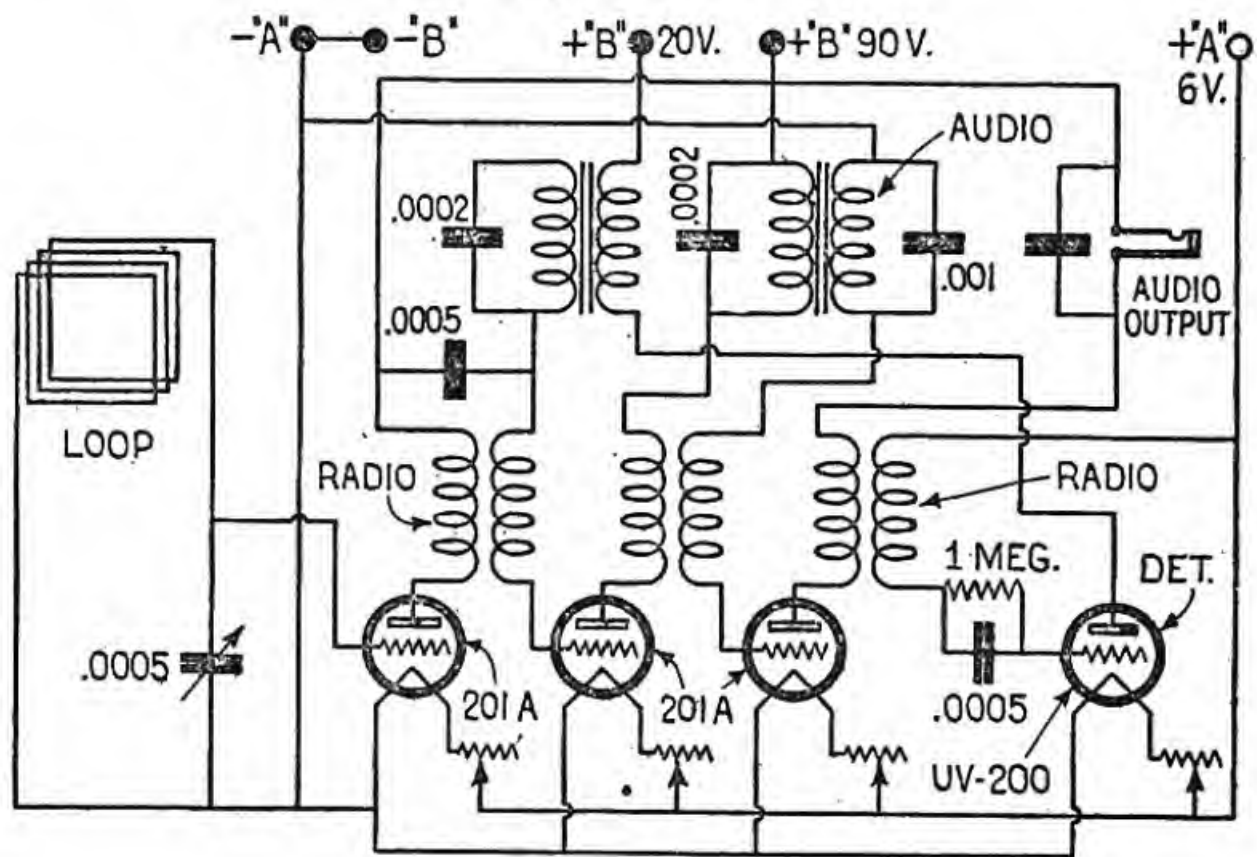 -"A"
-"B"
+"B" 20V.
+"B" 90 V.
+"A"
6V.
AUDIO
.0002
.0002
.001
AUDIO
OUTPUT
.0005
LOOP
RADIO
RADIO
1 MEG.
DET.
.0005
201 A
201A
.0005
UV-200